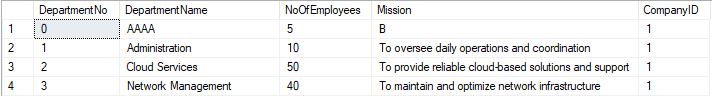 DepartmentNo DepartmentName NoOfEmployees Mission CompanyID
1 0 AAAA 5 B 1
2 1 Administration 10 To oversee daily operations and coordination 1
3 2 Cloud Services 50 To provide reliable cloud-based solutions and support 1
4 3 Network Management 40 To maintain and optimize network infrastructure 1